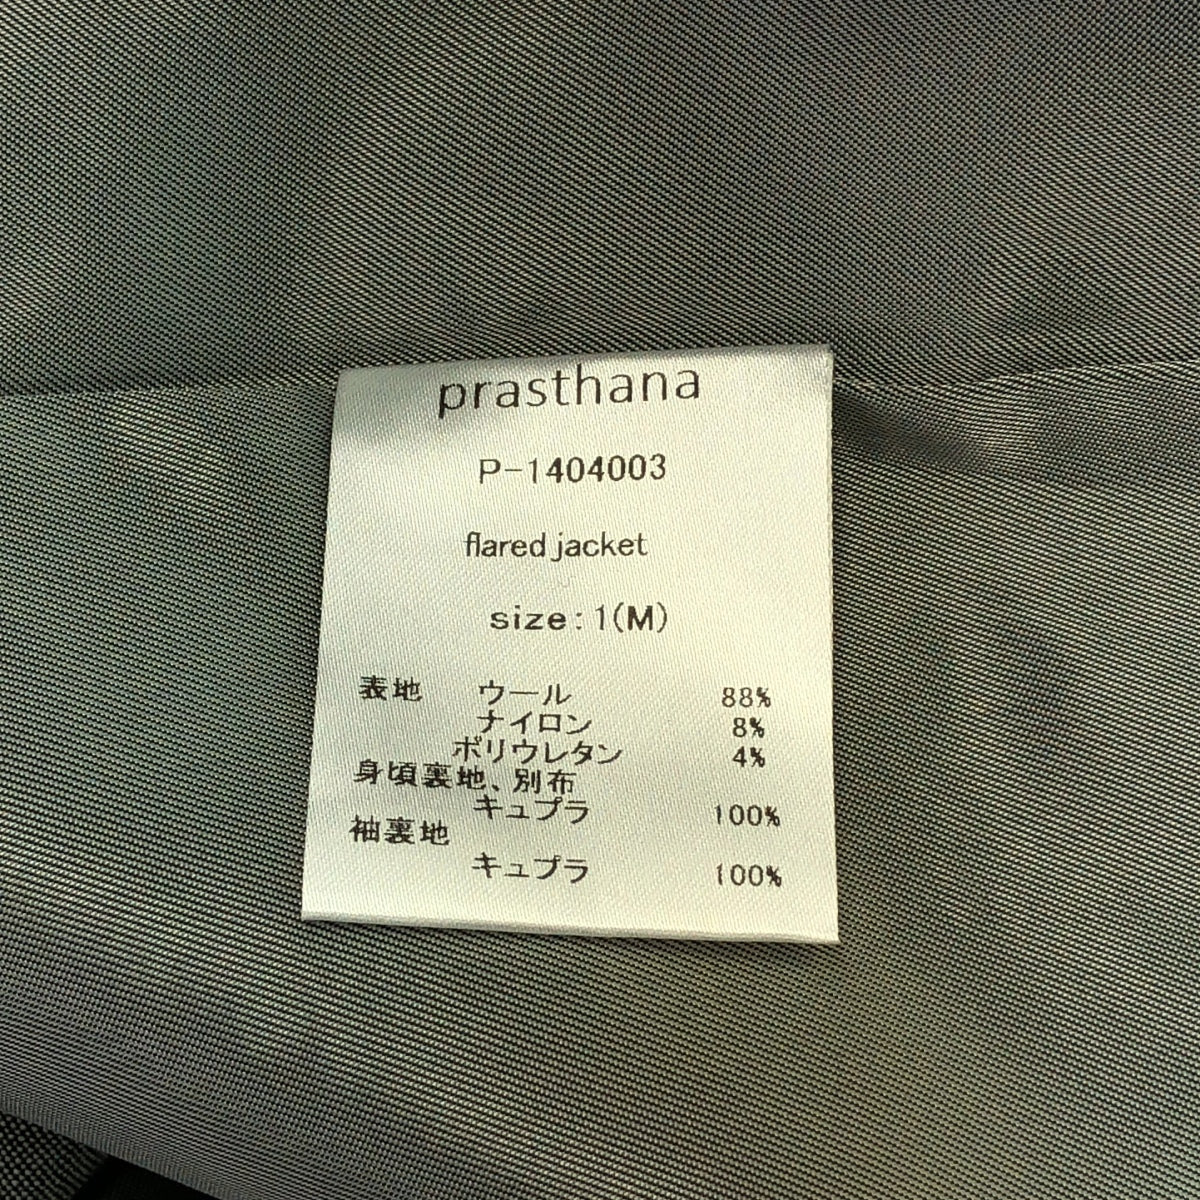 prasthana
P-1404003
flared jacket
size:1(M)
表地 ウール 88%
ナイロン 8%
ポリウレタン 4%
身頃裏地、別布
キュプラ 100%
袖裏地
キュプラ 100%